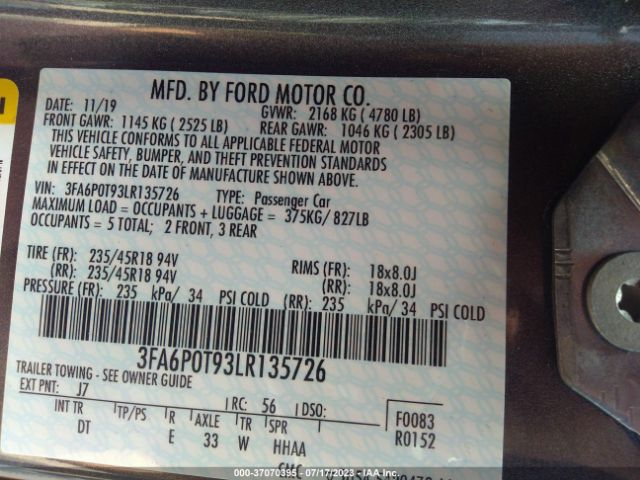 MFD. BY FORD MOTOR CO.
DATE: 11/19 GVWR: 2168 KG ( 4780 LB)
FRONT GAWR: 1145 KG ( 2525 LB) REAR GAWR: 1046 KG ( 2305 LB)
THIS VEHICLE CONFORMS TO ALL APPLICABLE FEDERAL MOTOR
VEHICLE SAFETY, BUMPER, AND THEFT PREVENTION STANDARDS
IN EFFECT ON THE DATE OF MANUFACTURE SHOWN ABOVE.
VIN: 3FA6P0T93LR135726 TYPE: Passenger Car
MAXIMUM LOAD = OCCUPANTS + LUGGAGE = 375KG/ 827LB
OCCUPANTS = 5 TOTAL; 2 FRONT, 3 REAR
TIRE (FR): 235/45R18 94V RIMS (FR): 18x8.0J
(RR): 235/45R18 94V (RR): 18x8.0J
PRESSURE (FR): 235 kPa/ 34 PSI COLD (RR): 235 kPa/ 34 PSI COLD
3FA6P0T93LR135726
TRAILER TOWING - SEE OWNER GUIDE
EXT PNT: J7 RC: 56 DSO: F0083
INT TR TP/PS R AXLE TR SPR R0152
DT E 33 W HHAA
000-37070395 - 07/17/2023 - IAAI.COM